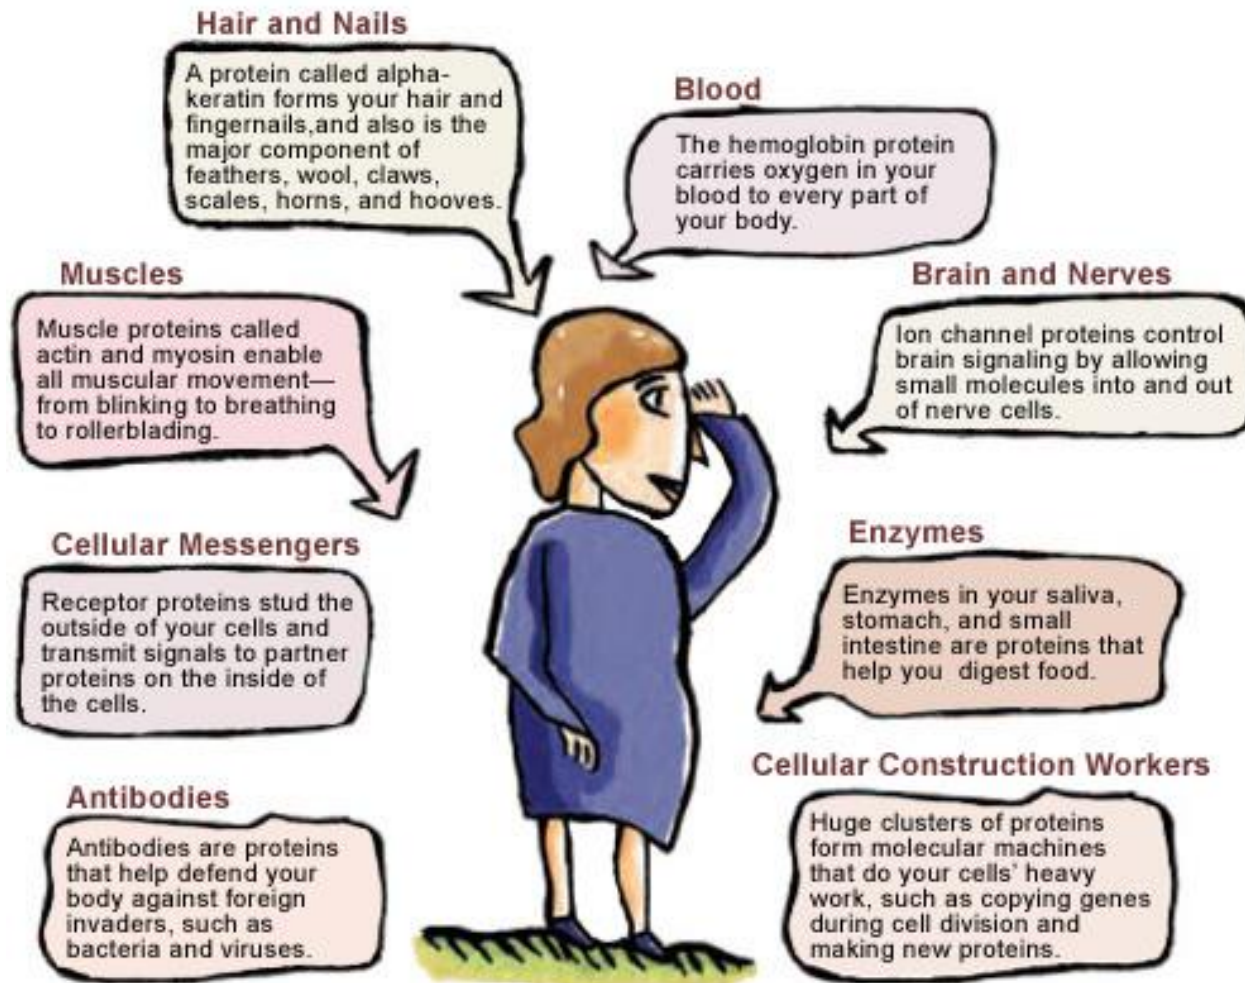 Hair and Nails
A protein called alpha-
keratin forms your hair and
fingernails,and also is the
major component of
feathers, wool, claws,
scales, horns, and hooves.
Blood
The hemoglobin protein
carries oxygen in your
blood to every part of
your body.
Muscles
Muscle proteins called
actin and myosin enable
all muscular movement—
from blinking to breathing
to rollerblading.
Brain and Nerves
Ion channel proteins control
brain signaling by allowing
small molecules into and out
of nerve cells.
Cellular Messengers
Receptor proteins stud the
outside of your cells and
transmit signals to partner
proteins on the inside of
the cells.
Enzymes
Enzymes in your saliva,
stomach, and small
intestine are proteins that
help you  digest food.
Antibodies
Antibodies are proteins
that help defend your
body against foreign
invaders, such as
bacteria and viruses.
Cellular Construction Workers
Huge clusters of proteins
form molecular machines
that do your cells' heavy
work, such as copying genes
during cell division and
making new proteins.